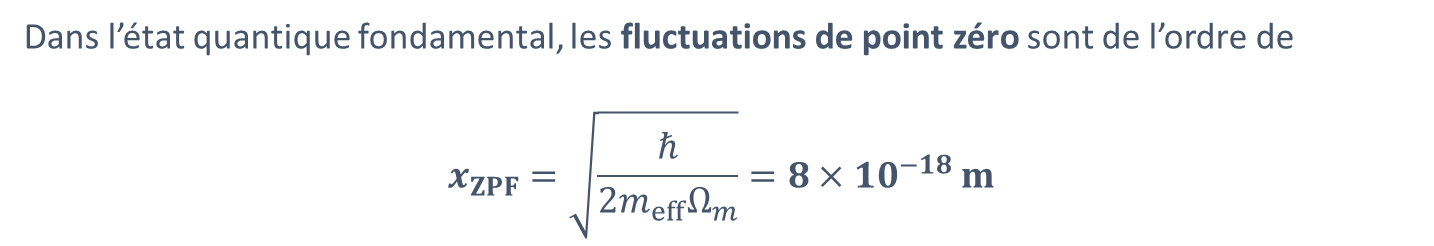 Dans l’état quantique fondamental, les fluctuations de point zéro sont de l’ordre de
x_ZPF = √(ℏ / (2m_eff Ω_m)) = 8 × 10⁻¹⁸ m